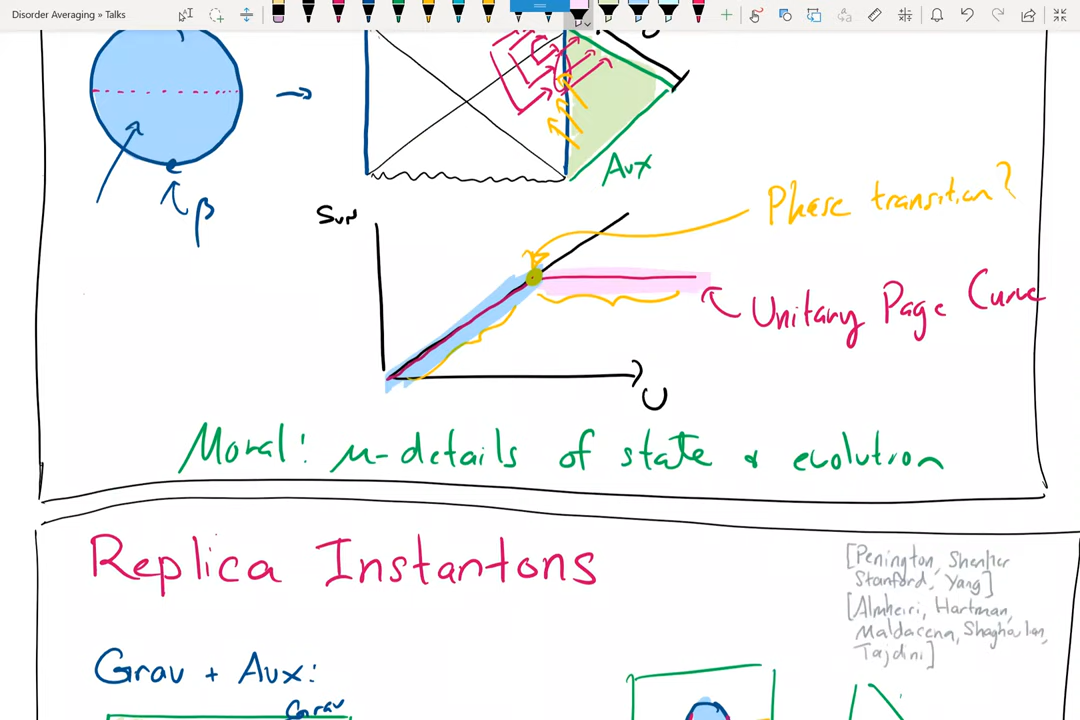 Disorder Averaging » Talks
β
Aux
SvN
Phase transition?
Unitary Page Curve
U
Moral: μ-details of state & evolution
Replica Instantons
[Penington, Shenker
Stanford, Yang]
[Almheiri, Hartman,
Maldacena, Shaghoulian,
Tajdini]
Grav + Aux:
Grav